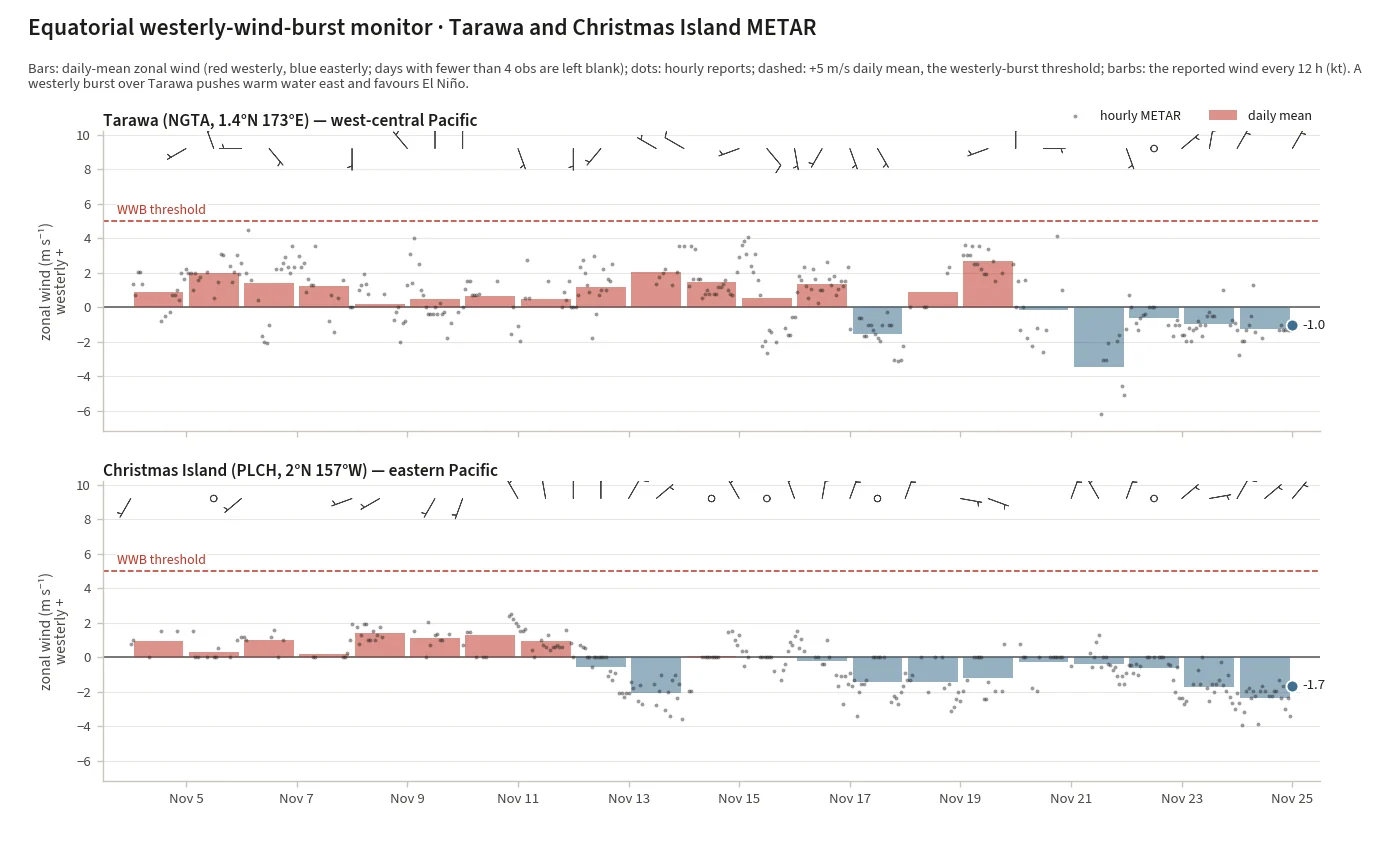 Equatorial westerly-wind-burst monitor · Tarawa and Christmas Island METAR
Bars: daily-mean zonal wind (red westerly, blue easterly; days with fewer than 4 obs are left blank); dots: hourly reports; dashed: +5 m/s daily mean, the westerly-burst threshold; barbs: the reported wind every 12 h (kt). A
westerly burst over Tarawa pushes warm water east and favours El Niño.
Tarawa (NGTA, 1.4°N 173°E) — west-central Pacific
hourly METAR
daily mean
10
8
6
4
2
0
−2
−4
−6
zonal wind (m s⁻¹)
westerly +
WWB threshold
-1.0
Christmas Island (PLCH, 2°N 157°W) — eastern Pacific
10
8
6
4
2
0
−2
−4
−6
zonal wind (m s⁻¹)
westerly +
WWB threshold
-1.7
Nov 5
Nov 7
Nov 9
Nov 11
Nov 13
Nov 15
Nov 17
Nov 19
Nov 21
Nov 23
Nov 25